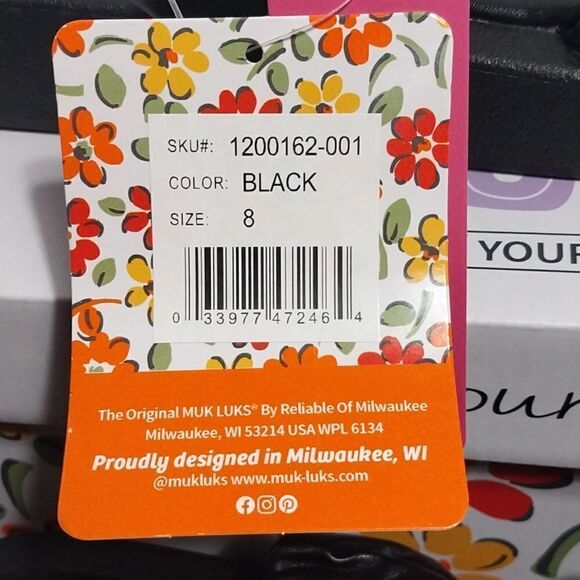 SKU#: 1200162-001
COLOR: BLACK
SIZE: 8
0 33977 47246 4
The Original MUK LUKS® By Reliable Of Milwaukee
Milwaukee, WI 53214 USA WPL 6134
Proudly designed in Milwaukee, WI
@mukluks www.muk-luks.com
YOUR